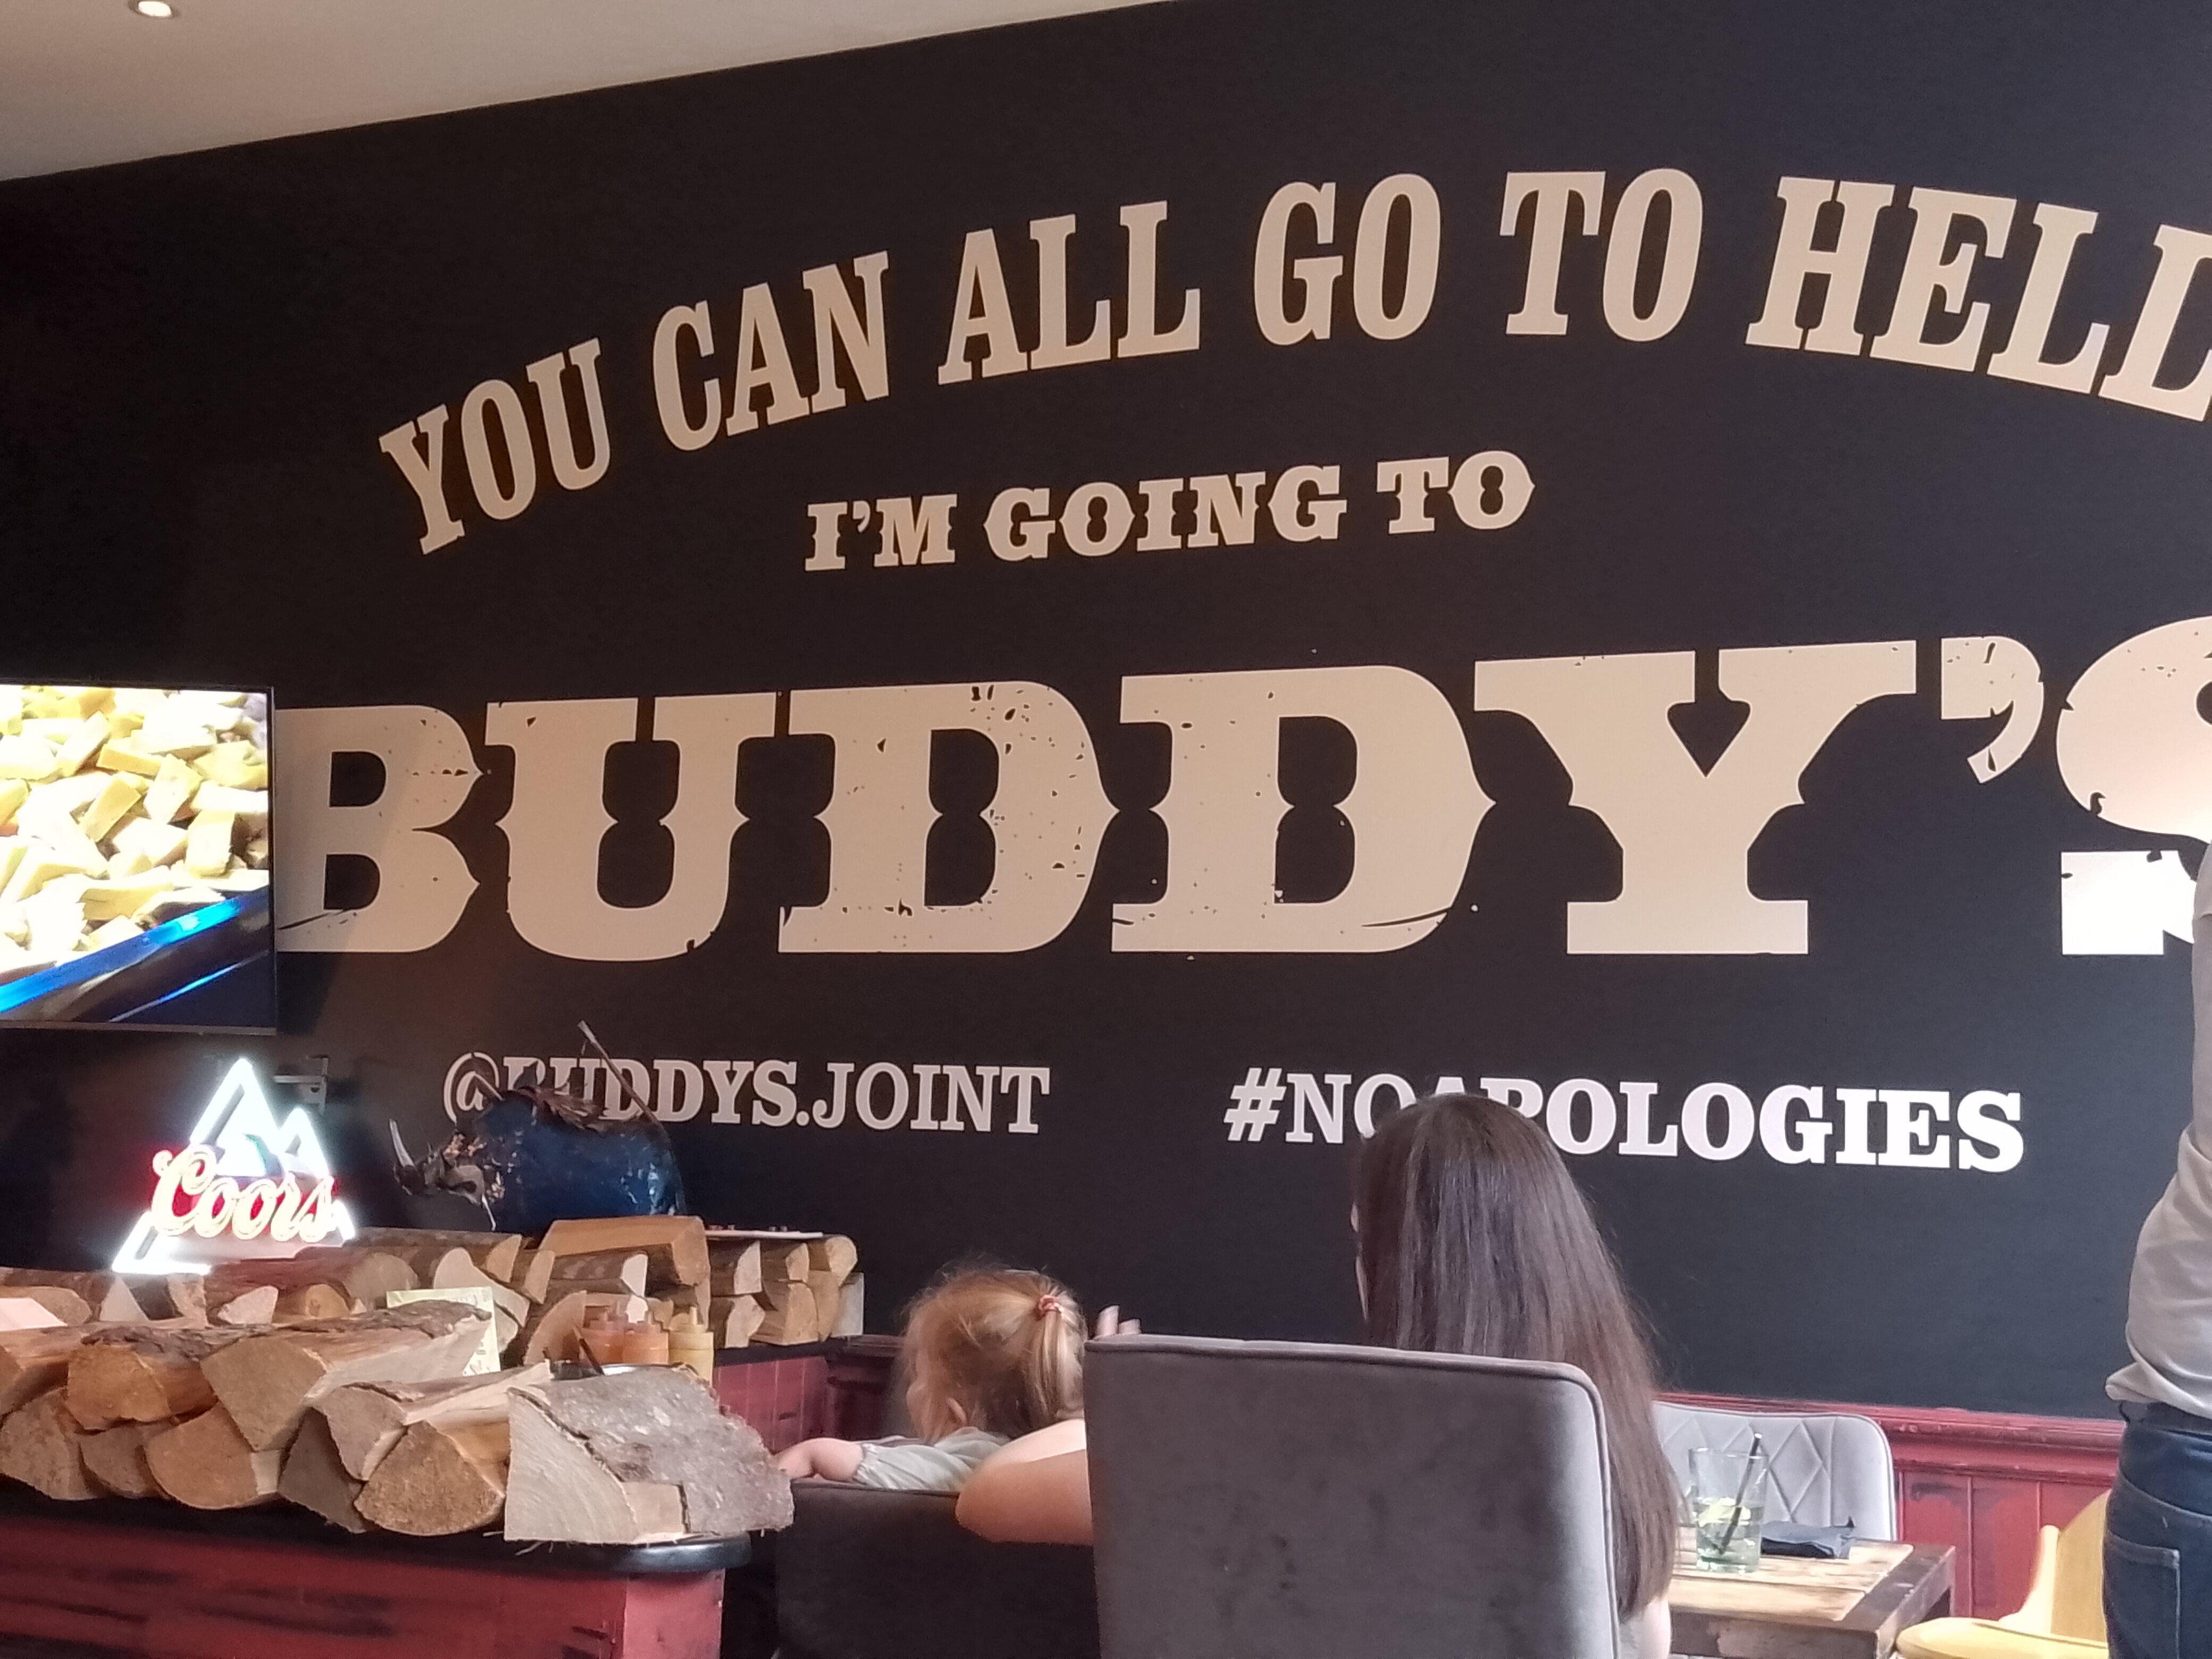 YOU CAN ALL GO TO HELL
I'M GOING TO
BUDDY'S
@BUDDYS.JOINT #NOAPOLOGIES
Coors